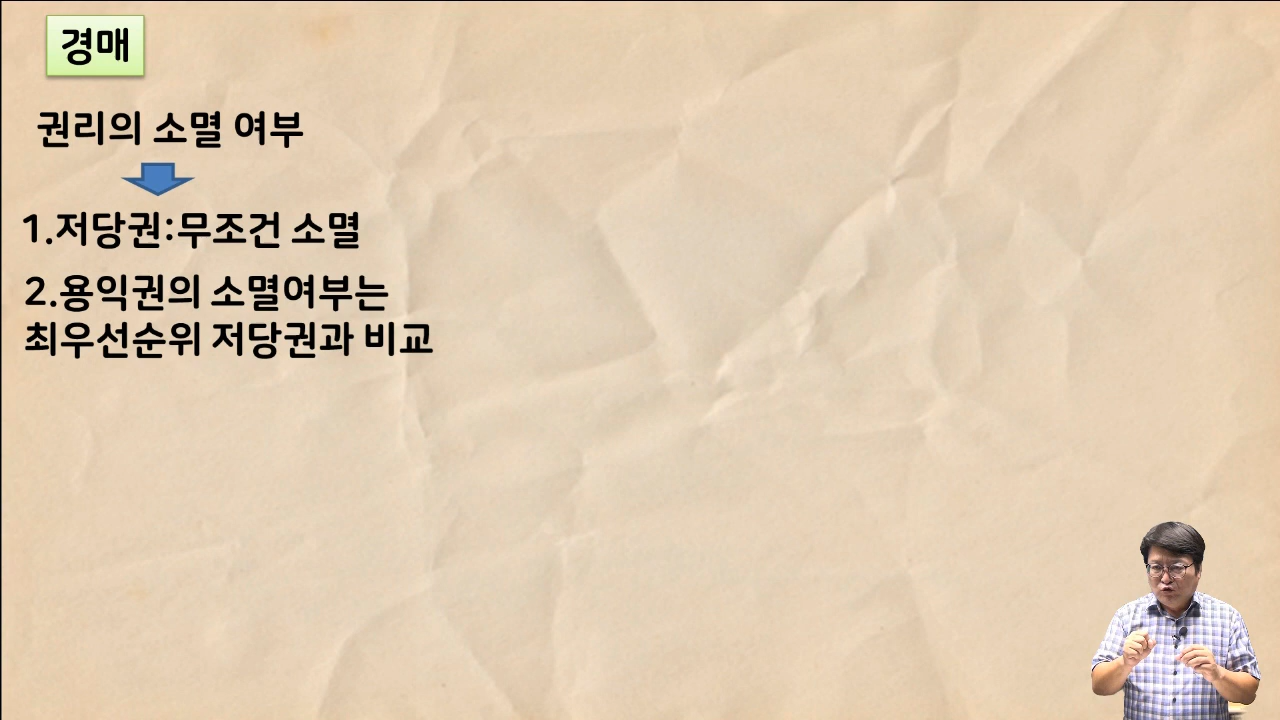 경매
권리의 소멸 여부
1.저당권:무조건 소멸
2.용익권의 소멸여부는
최우선순위 저당권과 비교